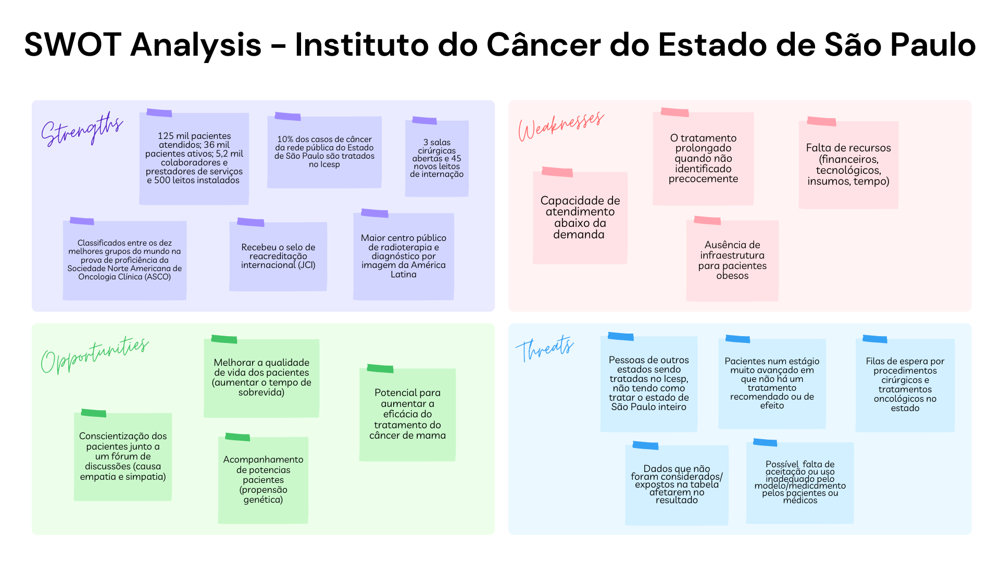 SWOT Analysis - Instituto do Câncer do Estado de São Paulo
Strengths
125 mil pacientes
atendidos; 36 mil
pacientes ativos; 5,2 mil
colaboradores e
prestadores de serviços
e 500 leitos instalados
10% dos casos de câncer
da rede pública do Estado
de São Paulo são tratados
no Icesp
3 salas
cirúrgicas
abertas e 45
novos leitos
de internação
Classificados entre os dez
melhores grupos do mundo na
prova de proficiência da
Sociedade Norte Americana de
Oncologia Clínica (ASCO)
Recebeu o selo de
reacreditação
internacional (JCI)
Maior centro público
de radioterapia e
diagnóstico por
imagem da América
Latina
Weaknesses
Capacidade de
atendimento
abaixo da
demanda
O tratamento
prolongado
quando não
identificado
precocemente
Falta de recursos
(financeiros,
tecnológicos,
insumos, tempo)
Ausência de
infraestrutura
para pacientes
obesos
Opportunities
Conscientização dos
pacientes junto a
um fórum de
discussões (causa
empatia e simpatia)
Melhorar a qualidade
de vida dos pacientes
(aumentar o tempo de
sobrevida)
Acompanhamento
de potencias
pacientes
(propensão
genética)
Potencial para
aumentar a
eficácia do
tratamento do
câncer de mama
Threats
Pessoas de outros
estados sendo
tratadas no Icesp,
não tendo como
tratar o estado de
São Paulo inteiro
Pacientes num estágio
muito avançado em
que não há um
tratamento
recomendado ou de
efeito
Filas de espera por
procedimentos
cirúrgicos e
tratamentos
oncológicos no
estado
Dados que não
foram considerados/
expostos na tabela
afetarem no
resultado
Possível falta de
aceitação ou uso
inadequado pelo
modelo/medicamento
pelos pacientes ou
médicos